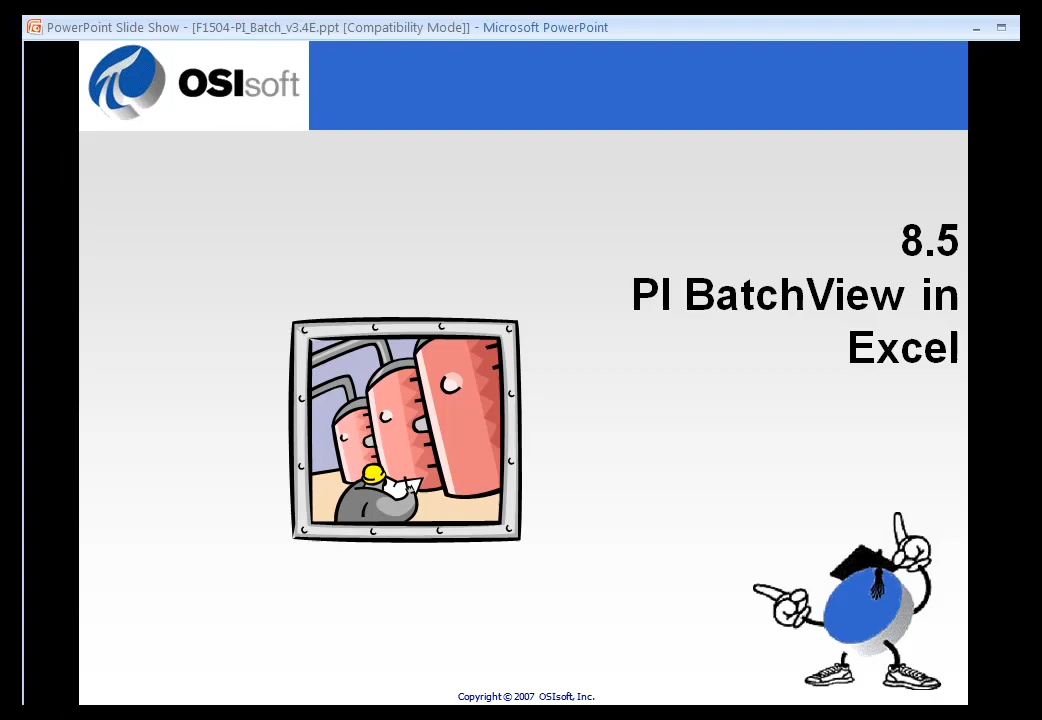 PowerPoint Slide Show - [F1504-PI_Batch_v3.4E.ppt [Compatibility Mode]] - Microsoft PowerPoint
OSIsoft
8.5
PI BatchView in
Excel
Copyright © 2007 OSIsoft, Inc.